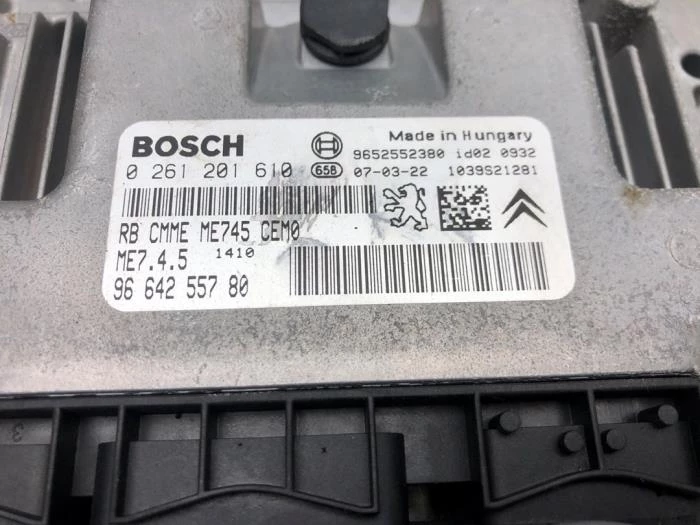 BOSCH
Made in Hungary
9652552380 id02 0932
0 261 201 610 658 07-03-22 1039S21281
RB CMME ME745 CEM0
ME7.4.5 1410
96 642 557 80
3